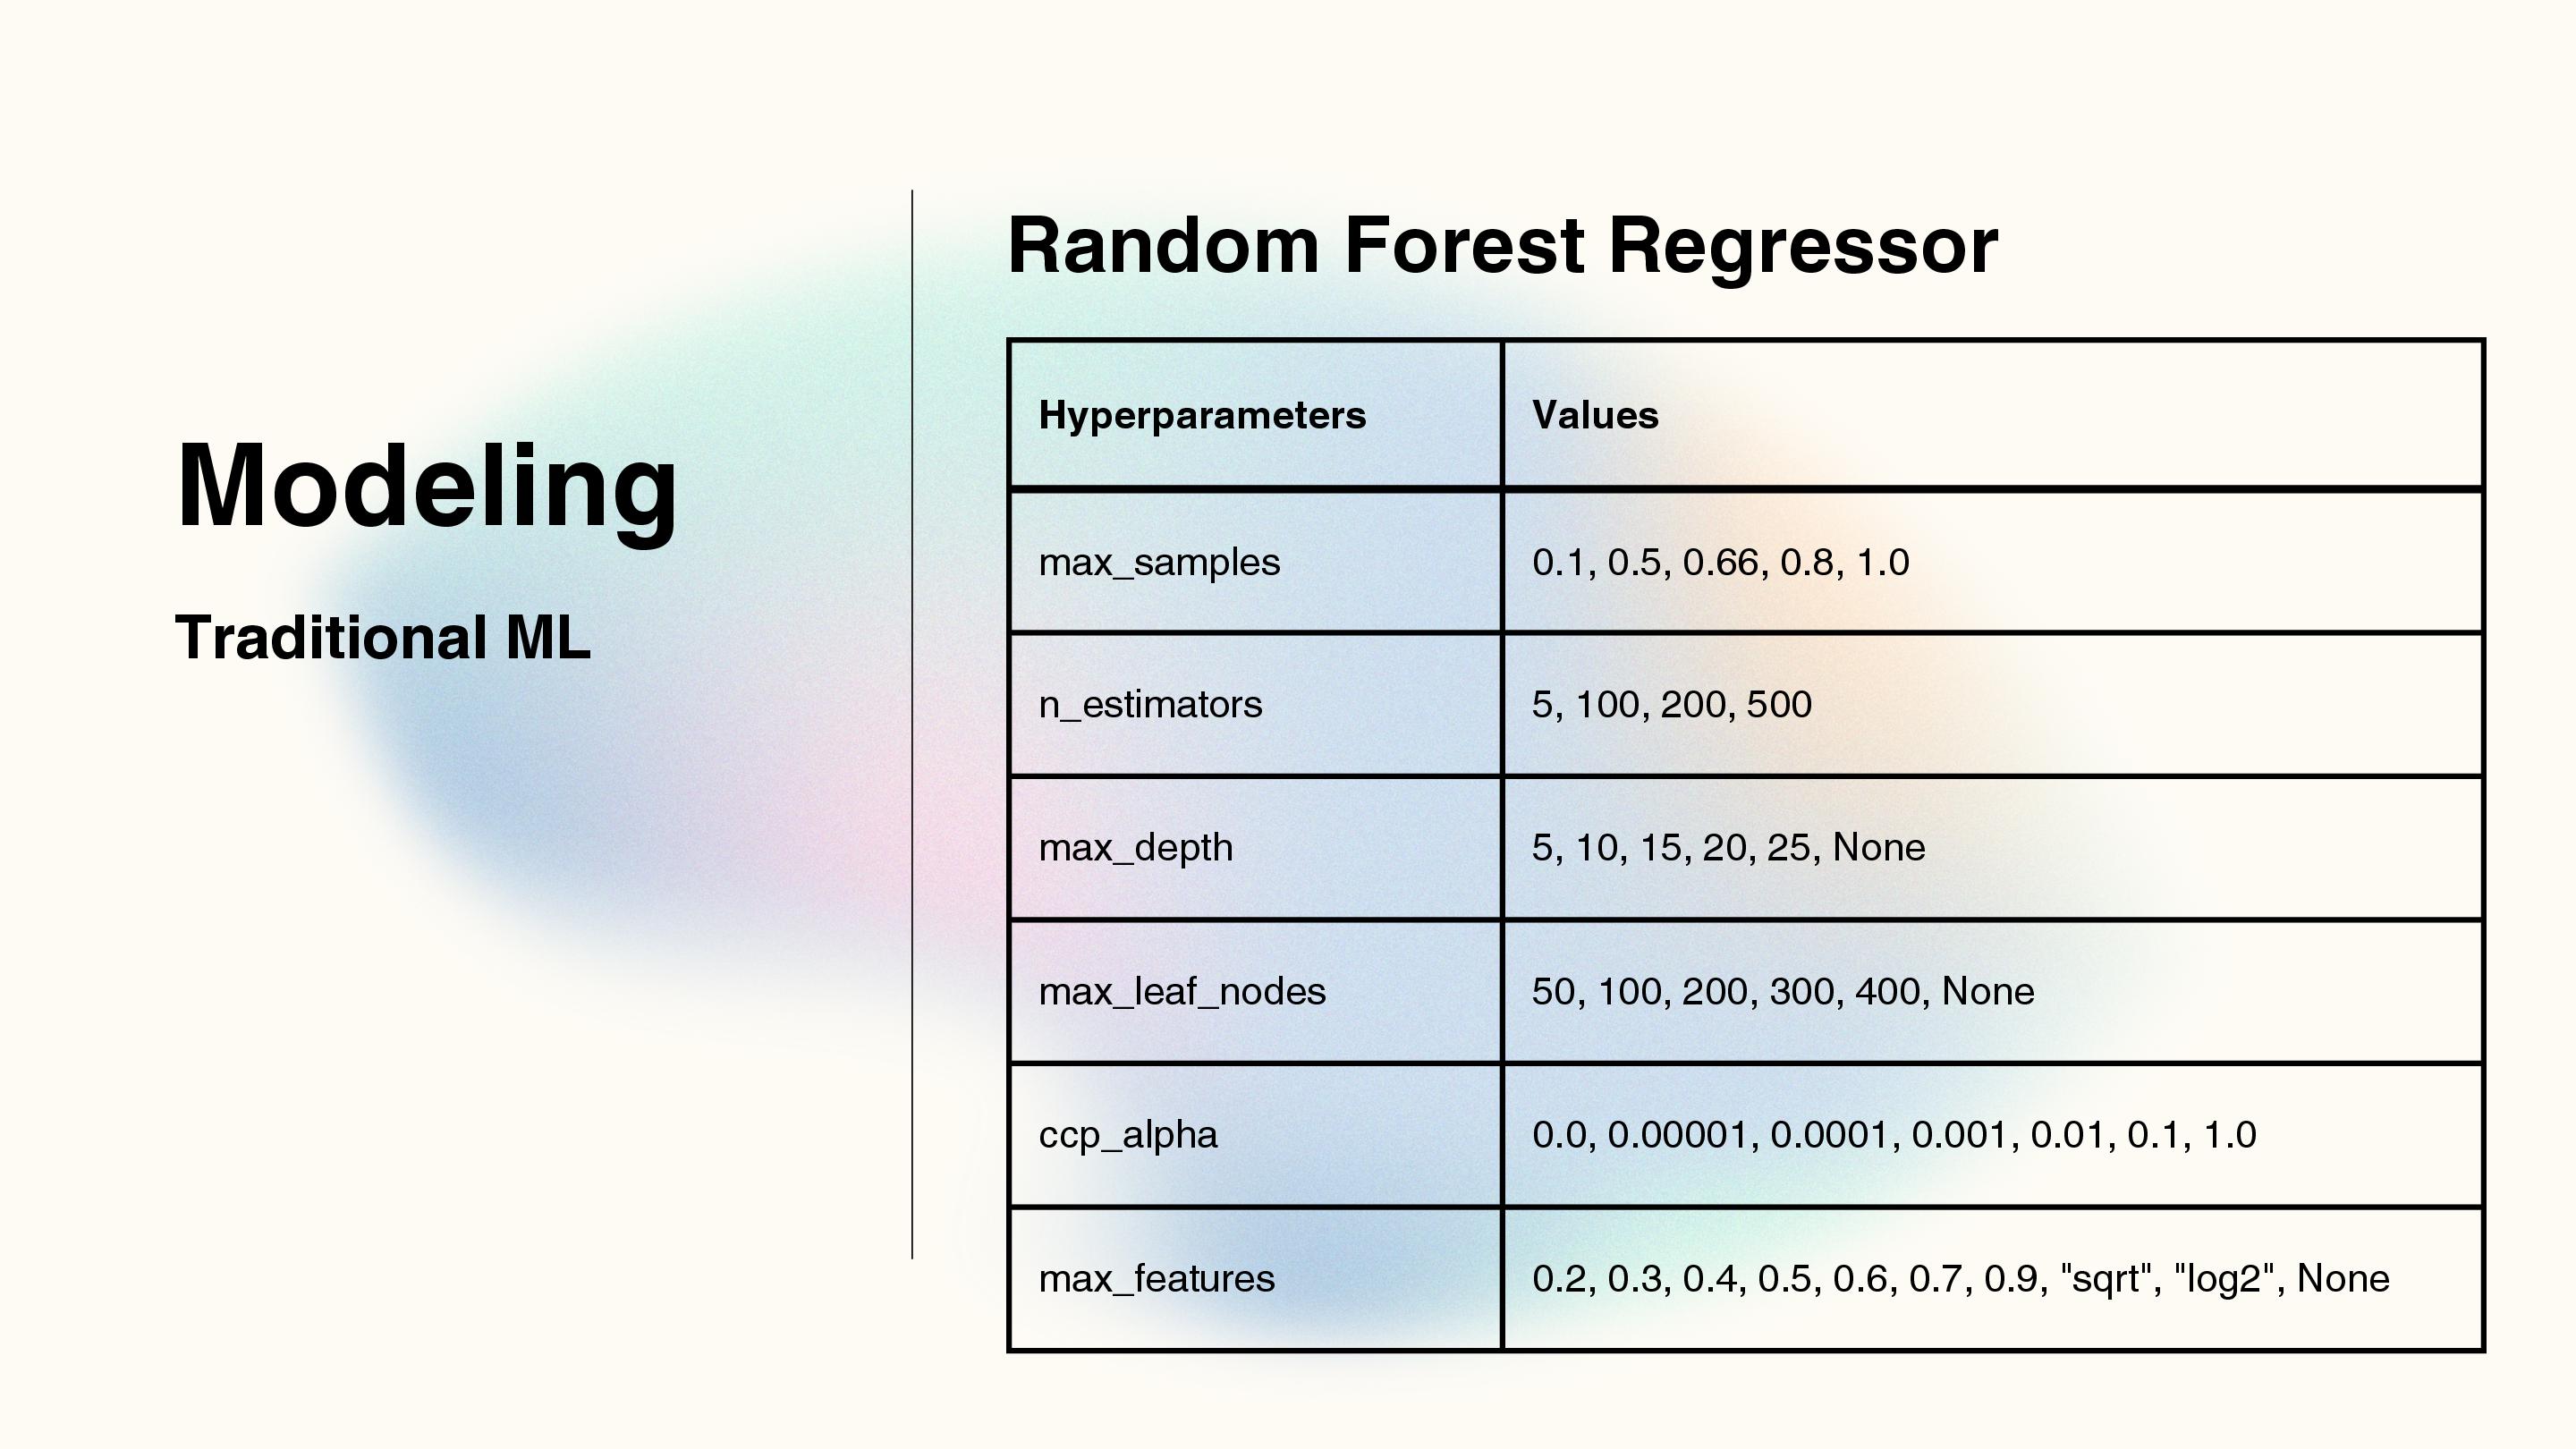 Modeling
Traditional ML
Random Forest Regressor
Hyperparameters Values
max_samples 0.1, 0.5, 0.66, 0.8, 1.0
n_estimators 5, 100, 200, 500
max_depth 5, 10, 15, 20, 25, None
max_leaf_nodes 50, 100, 200, 300, 400, None
ccp_alpha 0.0, 0.00001, 0.0001, 0.001, 0.01, 0.1, 1.0
max_features 0.2, 0.3, 0.4, 0.5, 0.6, 0.7, 0.9, "sqrt", "log2", None